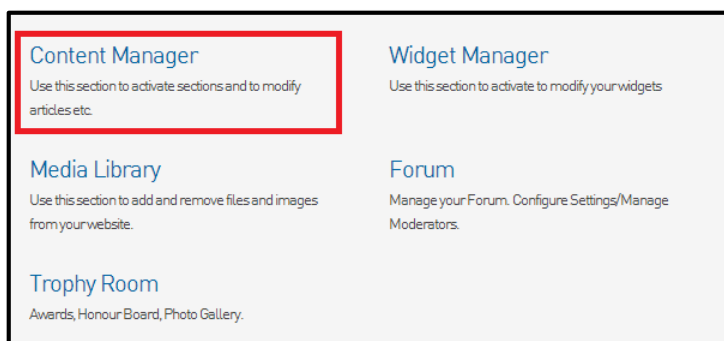 Content Manager
Use this section to activate sections and to modify
articles etc.
Widget Manager
Use this section to activate to modify your widgets
Media Library
Use this section to add and remove files and images
from your website.
Forum
Manage your Forum. Configure Settings/Manage
Moderators.
Trophy Room
Awards, Honour Board, Photo Gallery.